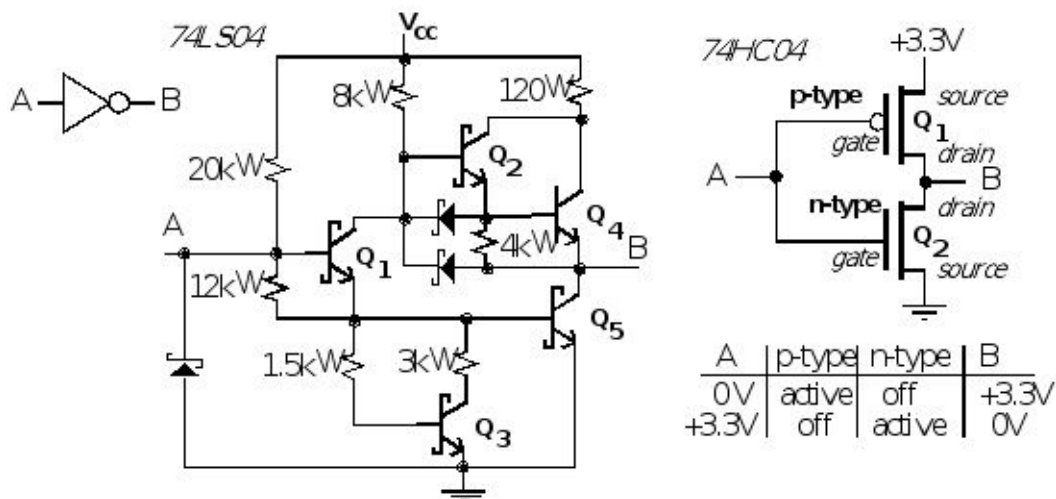 74LS04
V_CC
A
B
8kW
120W
Q2
20kW
A
Q4
4kW
B
Q1
12kW
Q5
1.5kW
3kW
Q3
74HC04
+3.3V
p-type
source
gate
Q1
drain
A
B
n-type
drain
Q2
gate
source
A p-type n-type B
0V active off +3.3V
+3.3V off active 0V